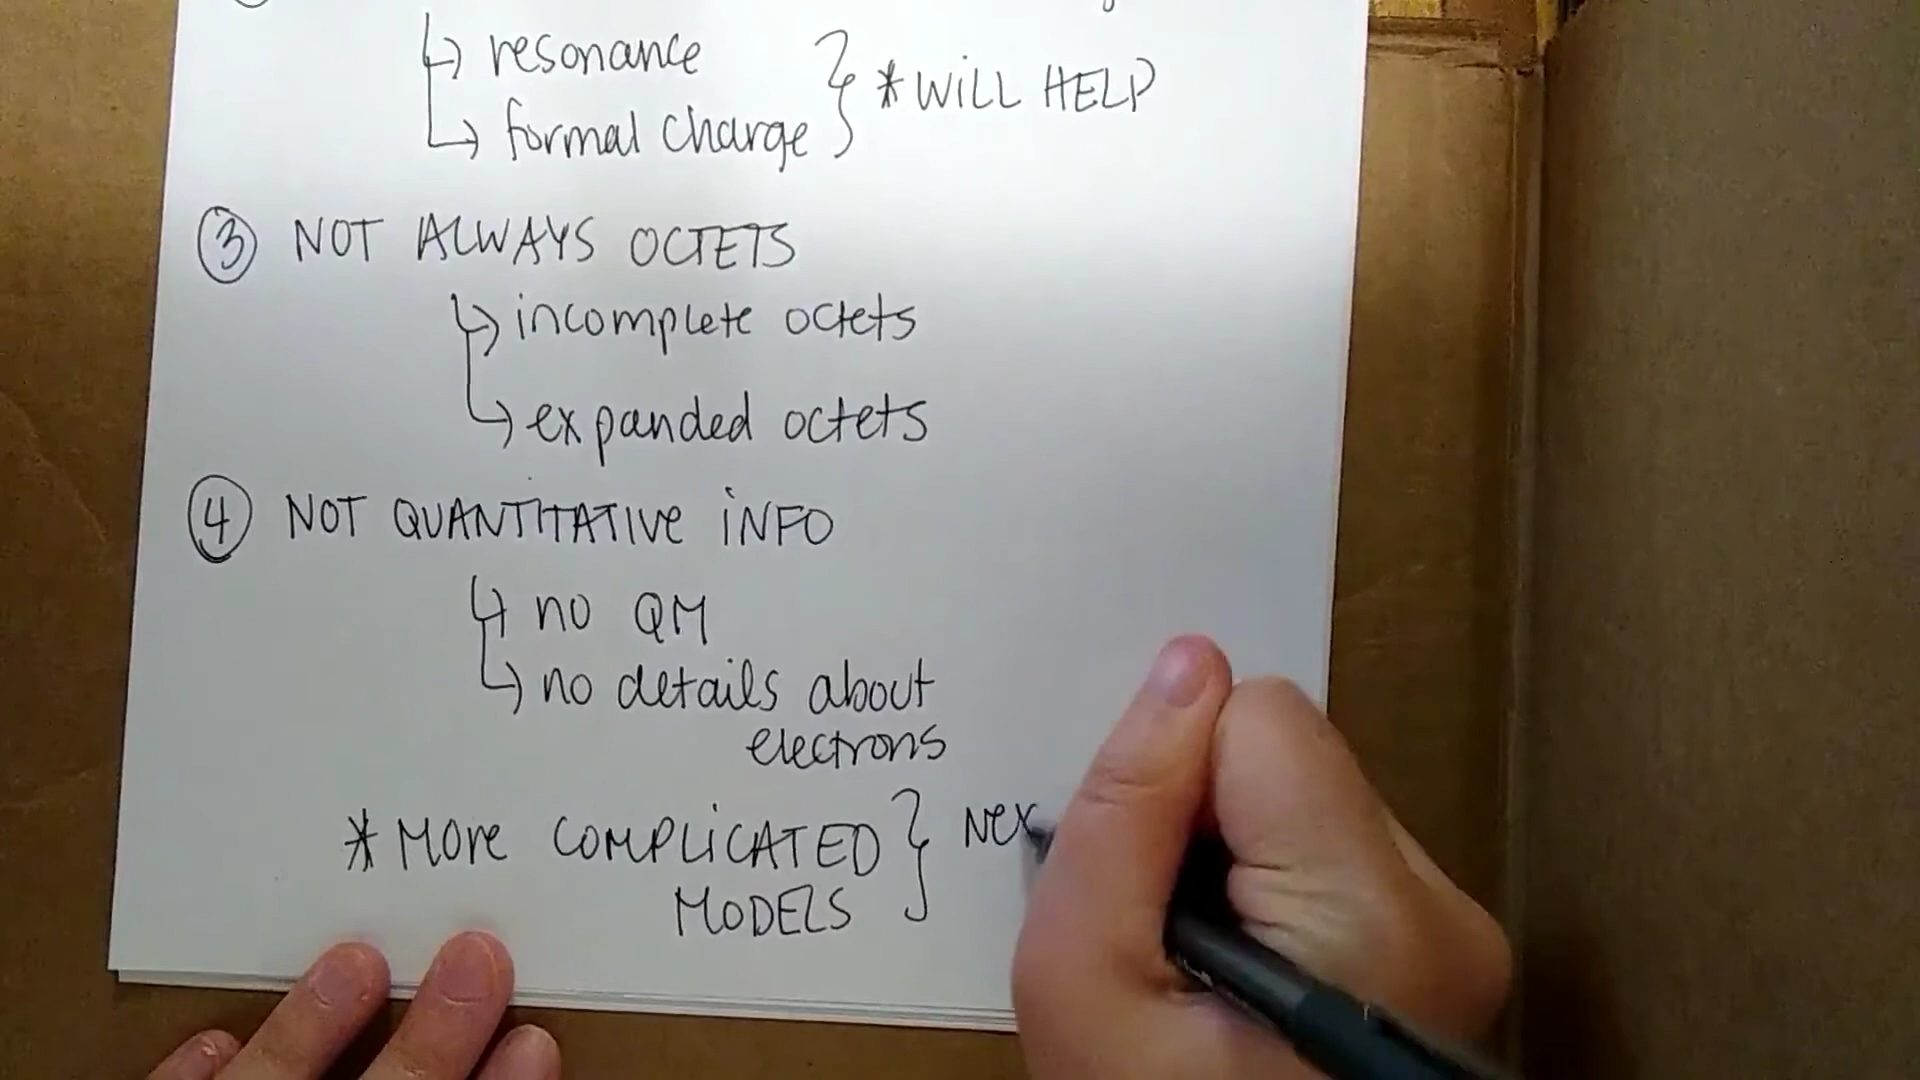 resonance
formal charge } *WiLL HELP
③ NOT ALWAYS OCTETS
incomplete octets
expanded octets
④ NOT QUANTITATIVE iNFO
no QM
no details about
electrons
*MORE COMPLiCATED } Nex
MODELS